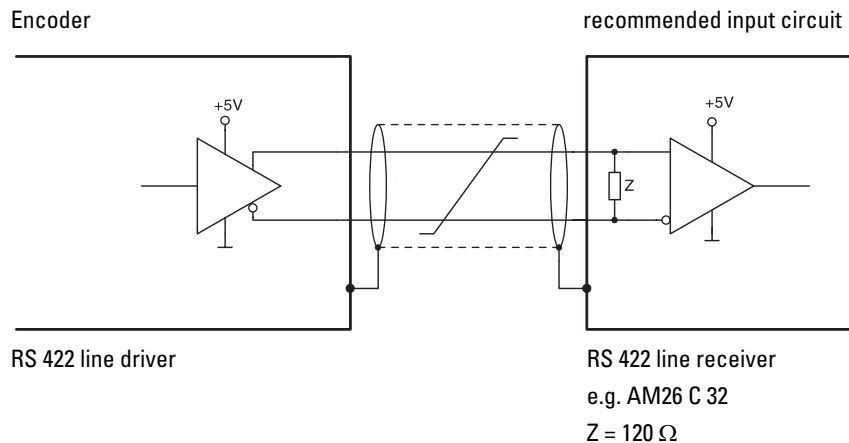 Encoder
recommended input circuit
+5V
+5V
Z
RS 422 line driver
RS 422 line receiver
e.g. AM26 C 32
Z = 120 Ω